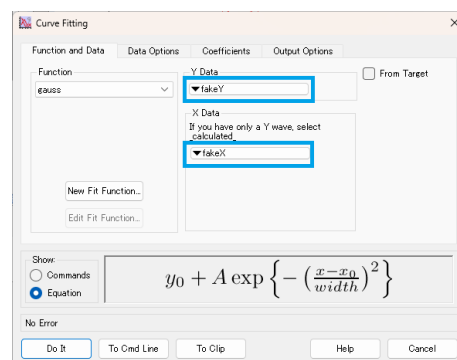 Curve Fitting
Function and Data Data Options Coefficients Output Options
Function
gauss
Y Data
fakeY
From Target
X Data
If you have only a Y wave, select
_calculated_
fakeX
New Fit Function...
Edit Fit Function...
Show:
Commands
Equation
y₀ + A exp { − ( (x−x₀)/width )² }
No Error
Do It To Cmd Line To Clip Help Cancel